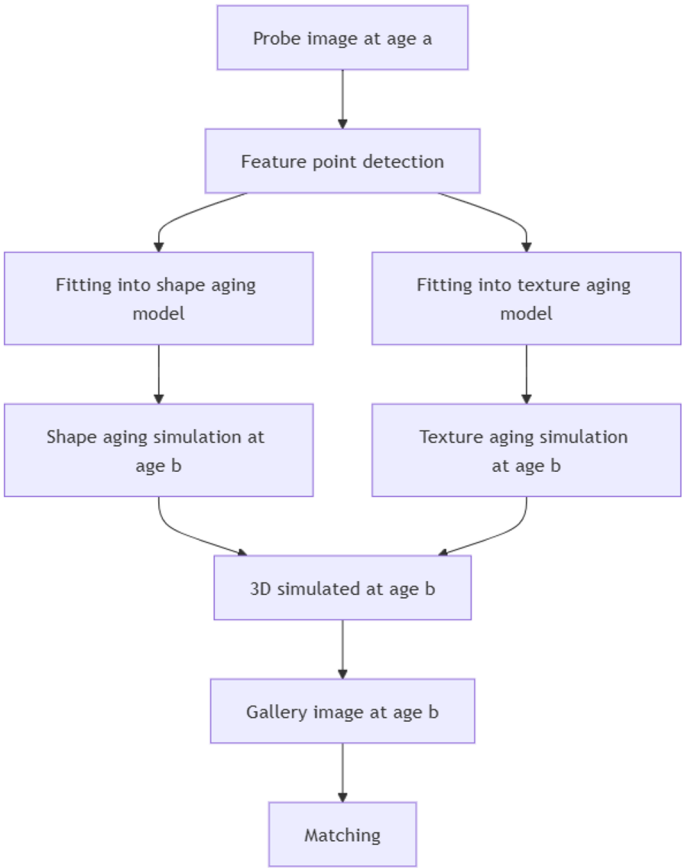 Probe image at age a
Feature point detection
Fitting into shape aging
model
Fitting into texture aging
model
Shape aging simulation at
age b
Texture aging simulation
at age b
3D simulated at age b
Gallery image at age b
Matching